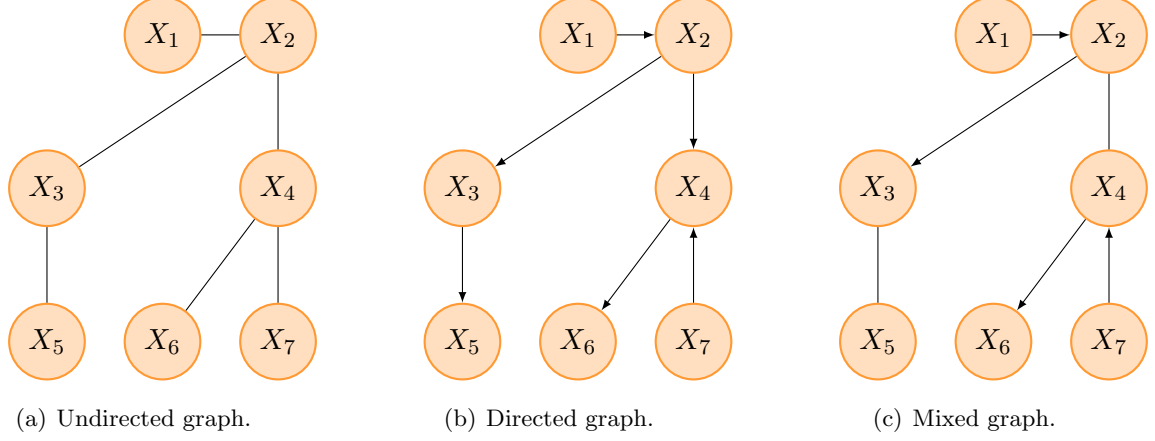 X₁ X₂ X₁ X₂ X₁ X₂
X₃ X₄ X₃ X₄ X₃ X₄
X₅ X₆ X₇ X₅ X₆ X₇ X₅ X₆ X₇
(a) Undirected graph. (b) Directed graph. (c) Mixed graph.